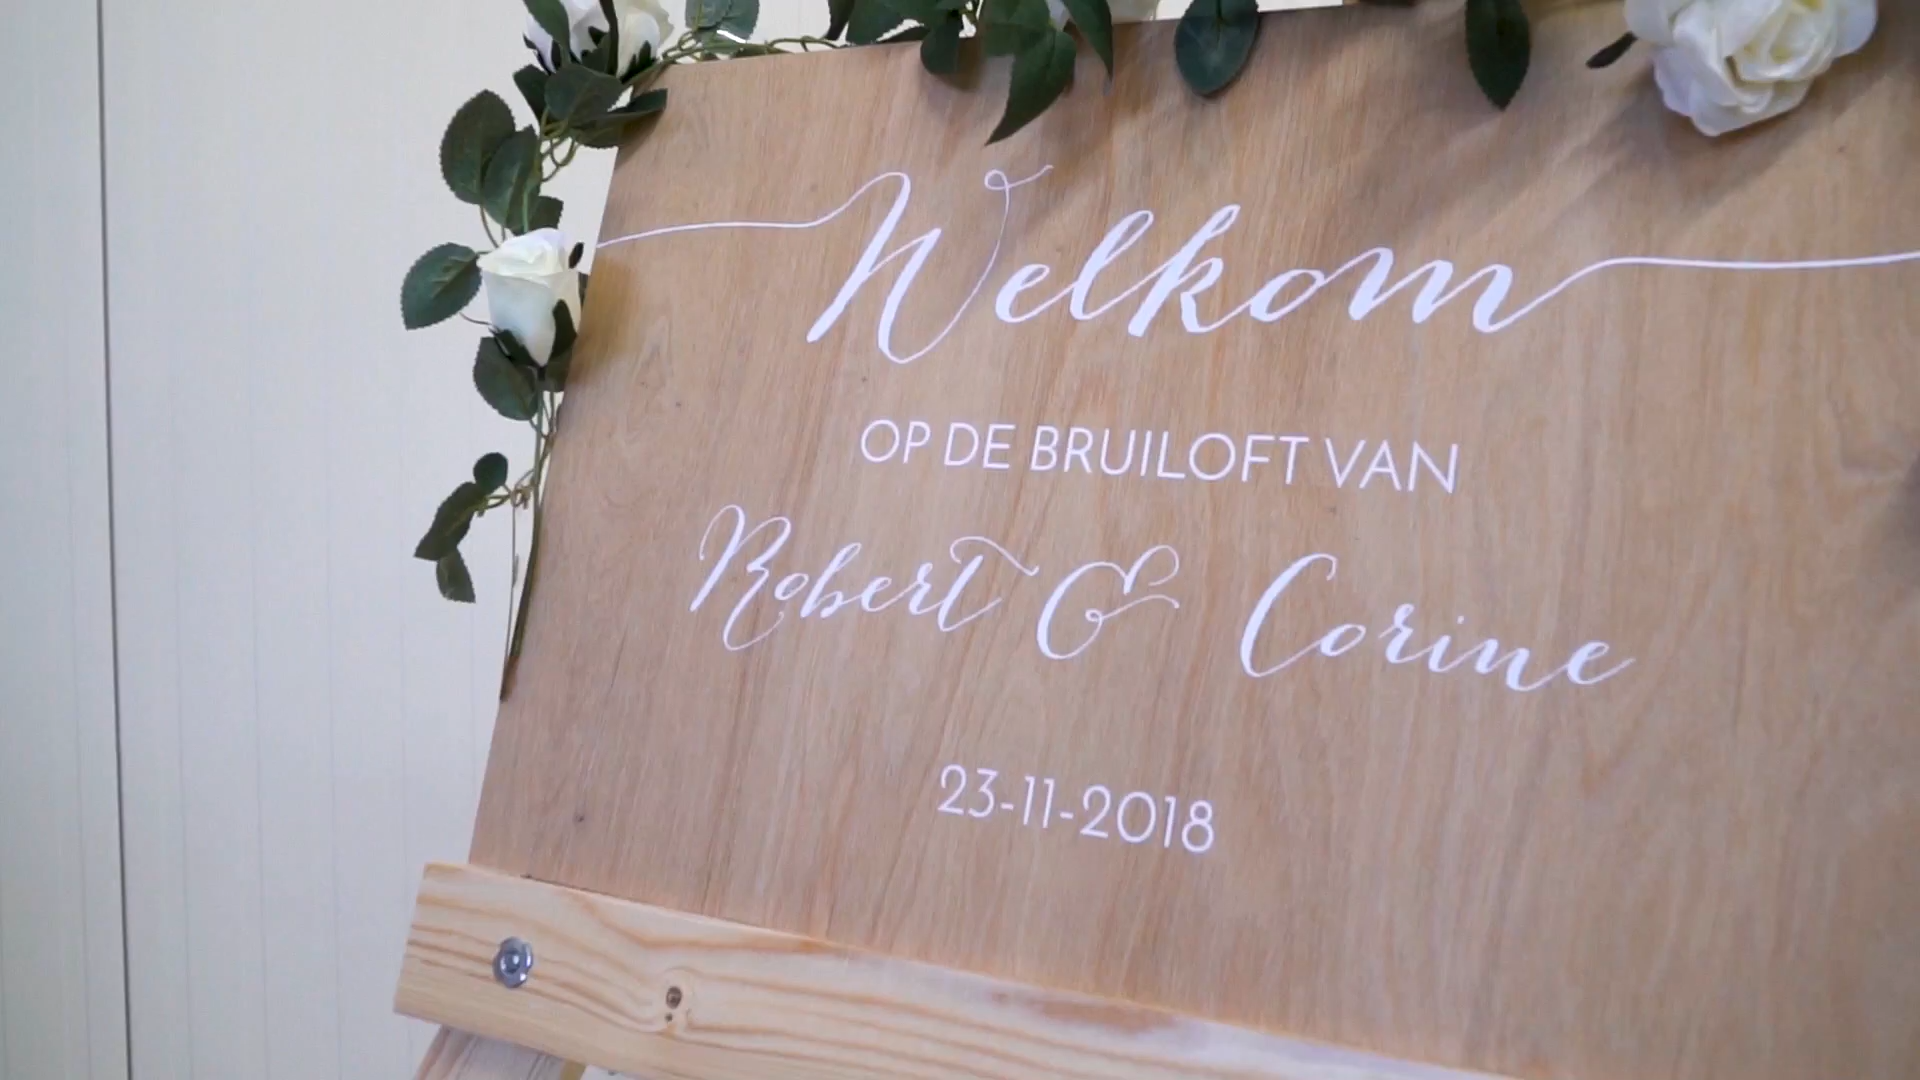 Welkom
OP DE BRUILOFT VAN
Robert & Corine
23-11-2018